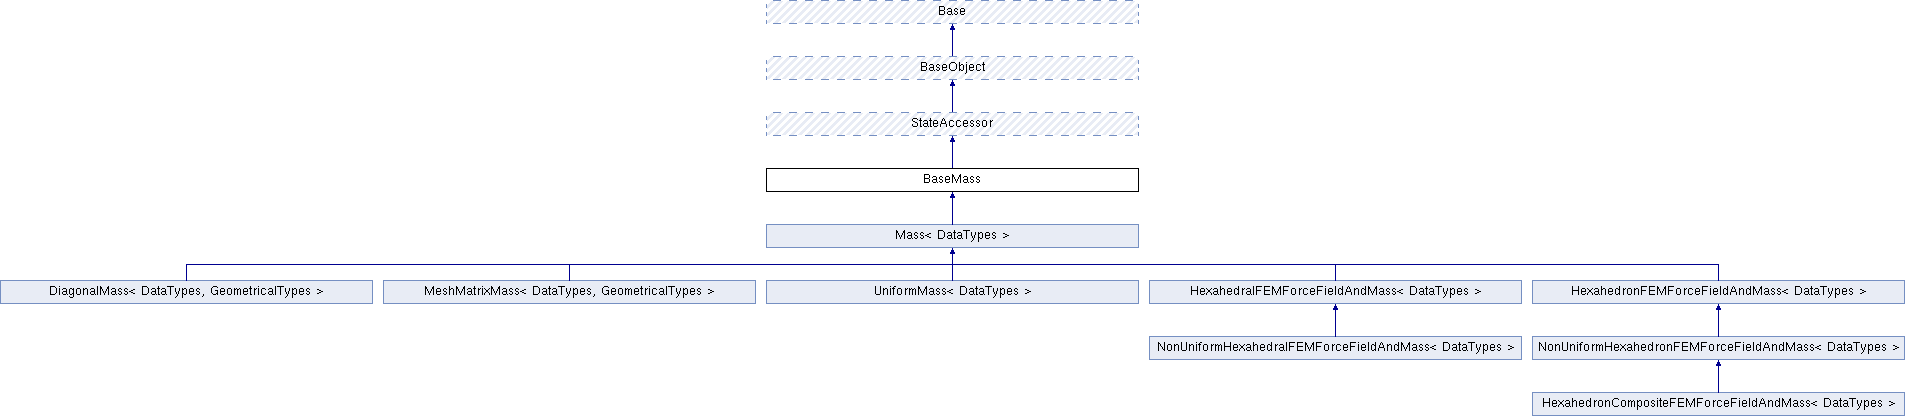 Base
BaseObject
StateAccessor
BaseMass
Mass< DataTypes >
DiagonalMass< DataTypes, GeometricalTypes >
MeshMatrixMass< DataTypes, GeometricalTypes >
UniformMass< DataTypes >
HexahedralFEMForceFieldAndMass< DataTypes >
HexahedronFEMForceFieldAndMass< DataTypes >
NonUniformHexahedralFEMForceFieldAndMass< DataTypes >
NonUniformHexahedronFEMForceFieldAndMass< DataTypes >
HexahedronCompositeFEMForceFieldAndMass< DataTypes >